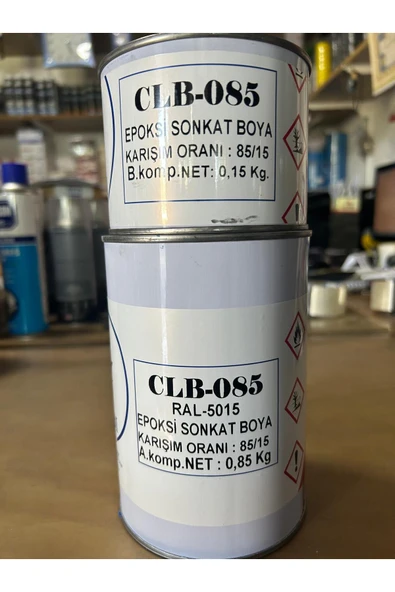 CLB-085
EPOKSI SONKAT BOYA
KARIŞIM ORANI : 85/15
B.komp.NET: 0,15 Kg.
CLB-085
RAL-5015
EPOKSİ SONKAT BOYA
KARIŞIM ORANI : 85/15
A.komp.NET : 0,85 Kg